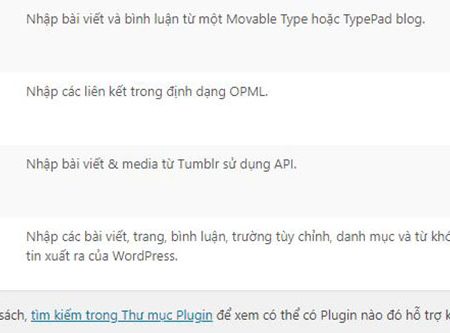 Nhập bài viết và bình luận từ một Movable Type hoặc TypePad blog.
Nhập các liên kết trong định dạng OPML.
Nhập bài viết & media từ Tumblr sử dụng API.
Nhập các bài viết, trang, bình luận, trường tùy chỉnh, danh mục và từ
tin xuất ra của WordPress.
sách, tìm kiếm trong Thư mục Plugin để xem có thể có Plugin nào đó hỗ trợ